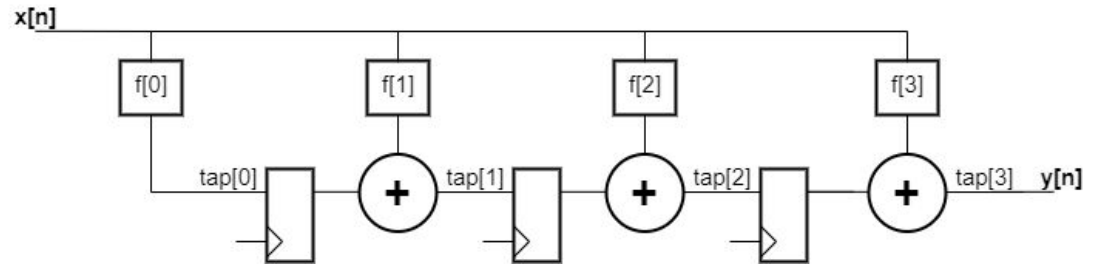 x[n]
f[0] f[1] f[2] f[3]
tap[0] + tap[1] + tap[2] + tap[3] y[n]